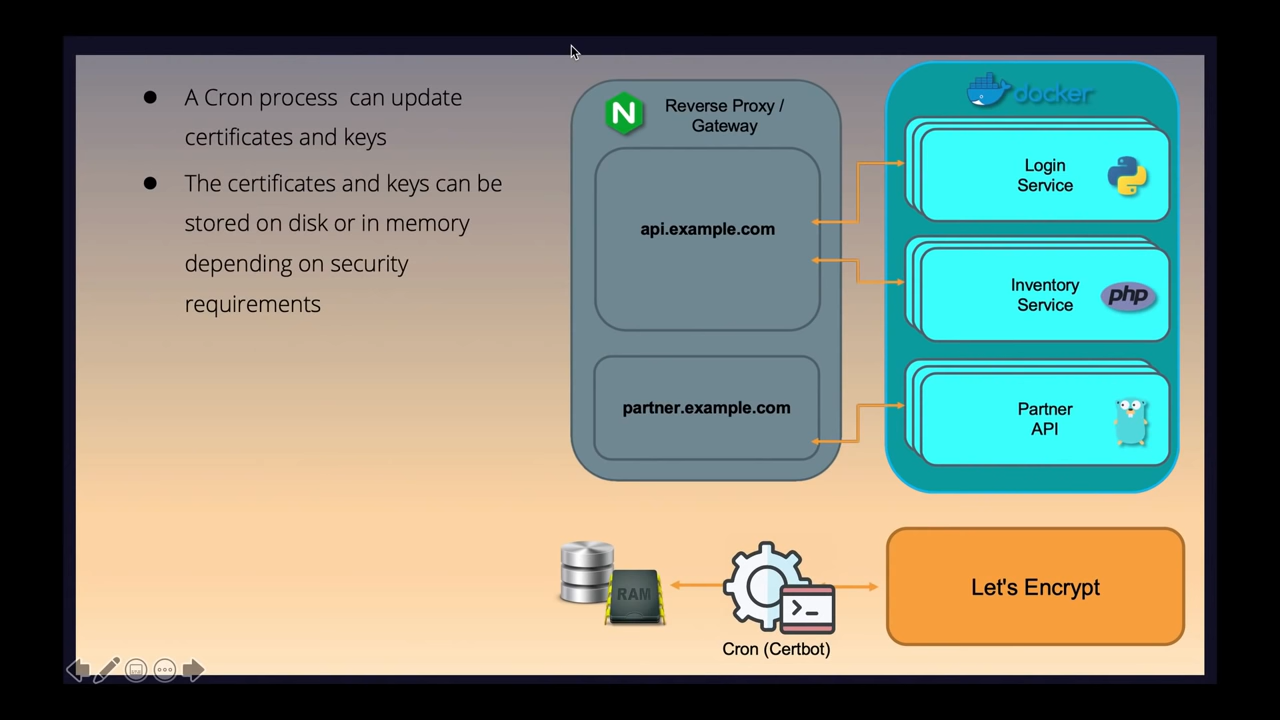 A Cron process can update
certificates and keys
The certificates and keys can be
stored on disk or in memory
depending on security
requirements
N
Reverse Proxy /
Gateway
api.example.com
partner.example.com
docker
Login
Service
Inventory
Service
php
Partner
API
RAM
Cron (Certbot)
Let's Encrypt